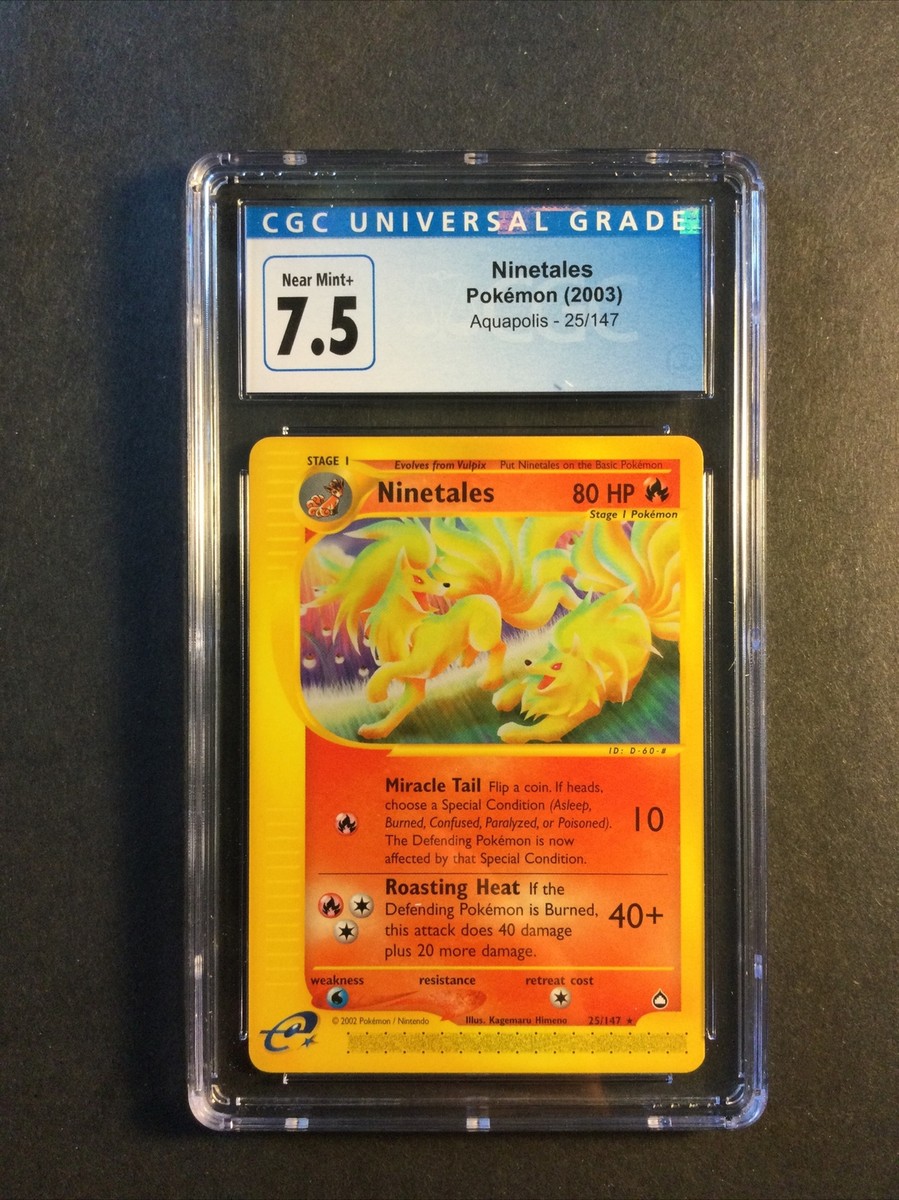 CGC UNIVERSAL GRADE
Near Mint+
7.5
Ninetales
Pokémon (2003)
Aquapolis - 25/147
STAGE 1
Evolves from Vulpix Put Ninetales on the Basic Pokémon
Ninetales 80 HP
Stage 1 Pokémon
ID: D-60-#
Miracle Tail Flip a coin. If heads,
choose a Special Condition (Asleep,
Burned, Confused, Paralyzed, or Poisoned).
The Defending Pokémon is now
affected by that Special Condition.
10
Roasting Heat If the
Defending Pokémon is Burned,
this attack does 40 damage
plus 20 more damage.
40+
weakness resistance retreat cost
© 2002 Pokémon / Nintendo Illus. Kagemaru Himeno 25/147 ★
e